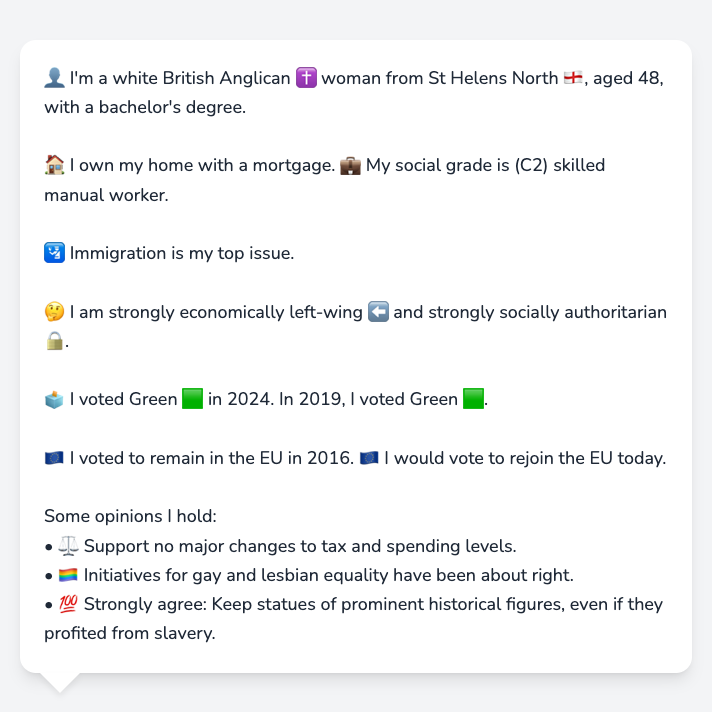 👤 I'm a white British Anglican ✝️ woman from St Helens North 🏴󠁧󠁢󠁥󠁮󠁧󠁿, aged 48,
with a bachelor's degree.
🏠 I own my home with a mortgage. 💼 My social grade is (C2) skilled
manual worker.
🛂 Immigration is my top issue.
🤔 I am strongly economically left-wing ⬅️ and strongly socially authoritarian
🔒.
🗳️ I voted Green 🟩 in 2024. In 2019, I voted Green 🟩.
🇪🇺 I voted to remain in the EU in 2016. 🇪🇺 I would vote to rejoin the EU today.
Some opinions I hold:
• ⚖️ Support no major changes to tax and spending levels.
• 🏳️‍🌈 Initiatives for gay and lesbian equality have been about right.
• 💯 Strongly agree: Keep statues of prominent historical figures, even if they
profited from slavery.